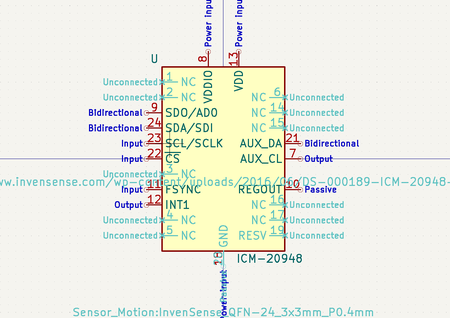 Power input
Power input
U
8
13
VDDIO
VDD
Unconnected 1 NC
Unconnected 2 NC
NC 6 Unconnected
Bidirectional 9 SDO/AD0
NC 14 Unconnected
Bidirectional 24 SDA/SDI
NC 15 Unconnected
Input 23 SCL/SCLK
AUX_DA 21 Bidirectional
Input 22 CS
AUX_CL 7 Output
Unconnected 3 NC
ww.invensense.com/wp-content/uploads/2016/06/DS-000189-ICM-20948-
Input 11 FSYNC
REGOUT 10 Passive
Output 12 INT1
NC 16 Unconnected
Unconnected 4 NC
NC 17 Unconnected
Unconnected 5 NC
RESV 19 Unconnected
GND
18
ICM-20948
Power input
Sensor_Motion:InvenSense_QFN-24_3x3mm_P0.4mm